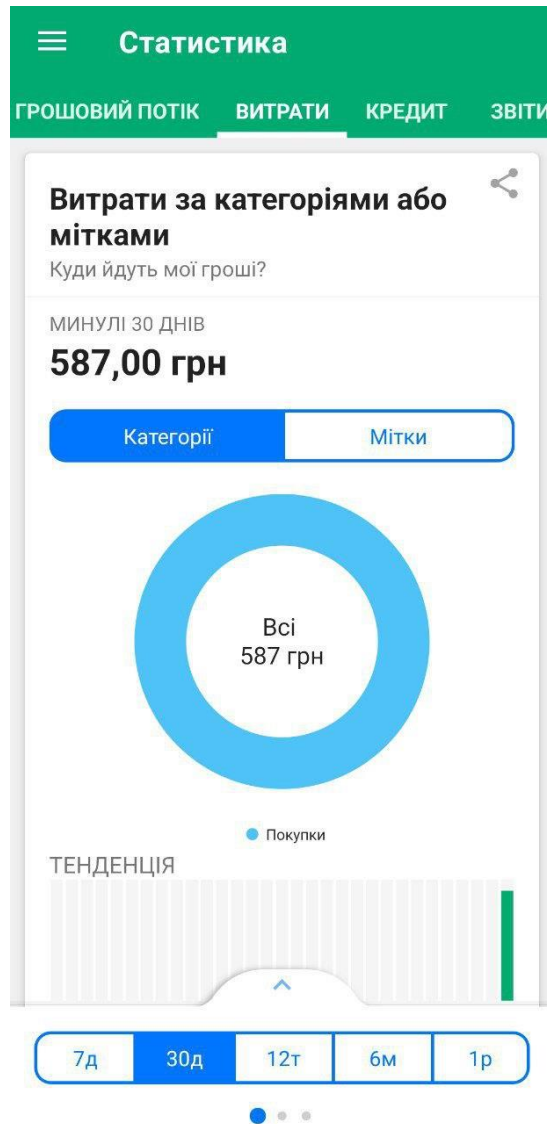 Статистика
ГРОШОВИЙ ПОТІК ВИТРАТИ КРЕДИТ ЗВІТИ
Витрати за категоріями або
мітками
Куди йдуть мої гроші?
МИНУЛІ 30 ДНІВ
587,00 грн
Категорії Мітки
Всі
587 грн
Покупки
ТЕНДЕНЦІЯ
7д 30д 12т 6м 1р